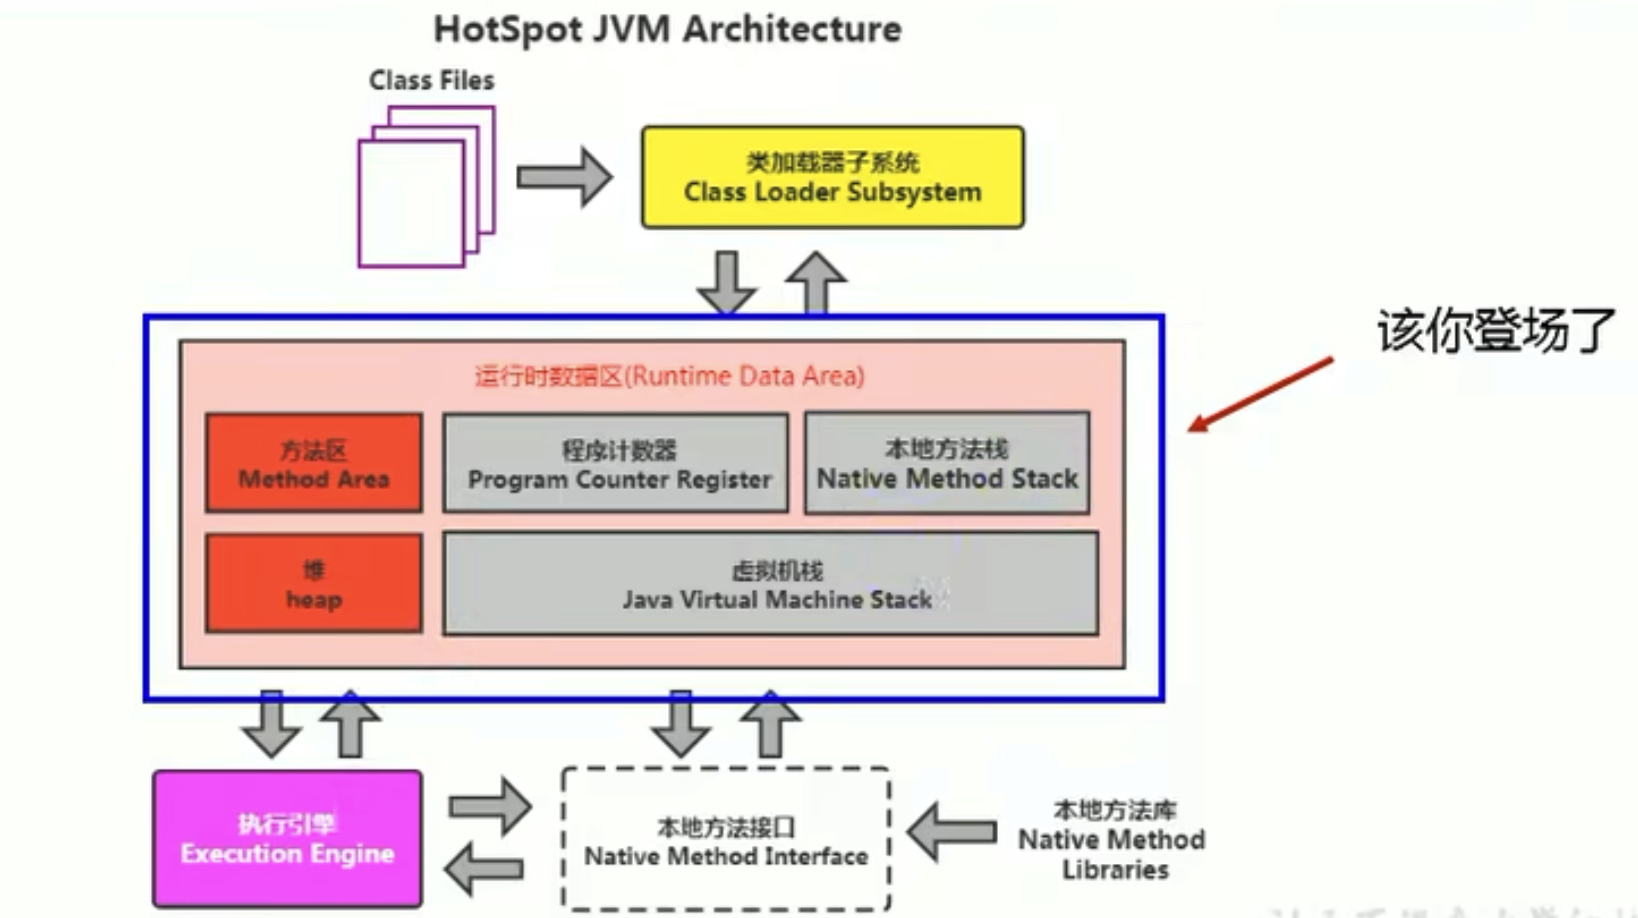 HotSpot JVM Architecture
Class Files
类加载器子系统
Class Loader Subsystem
该你登场了
运行时数据区(Runtime Data Area)
方法区
Method Area
程序计数器
Program Counter Register
本地方法栈
Native Method Stack
堆
heap
虚拟机栈
Java Virtual Machine Stack
执行引擎
Execution Engine
本地方法接口
Native Method Interface
本地方法库
Native Method
Libraries